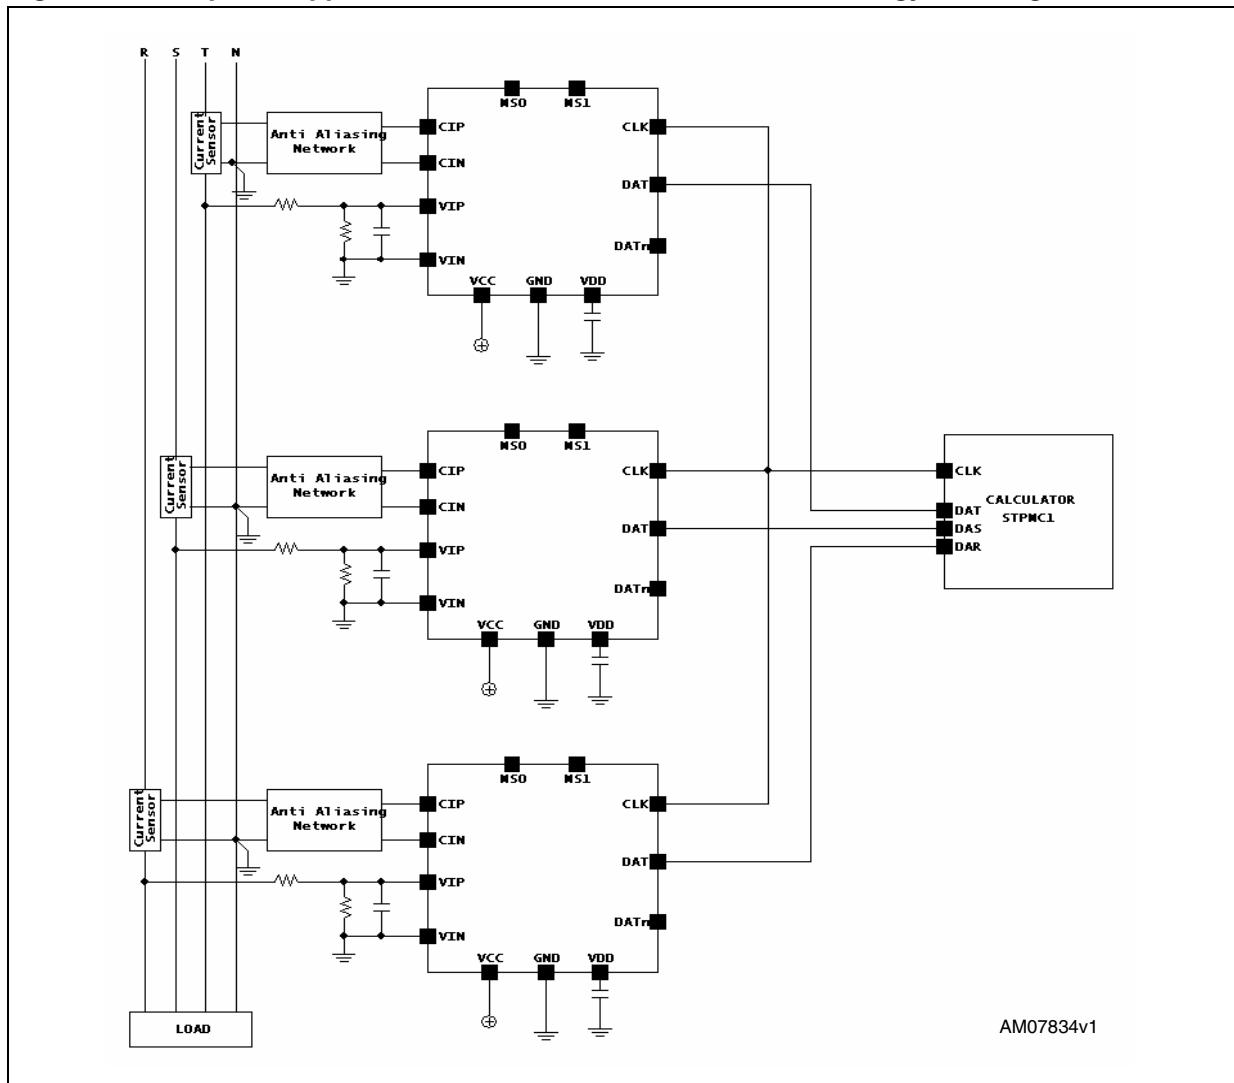 R S T N
MS0 MS1
Current Sensor
Anti Aliasing
Network
CIP
CIN
VIP
VIN
CLK
DAT
DATn
VCC GND VDD
MS0 MS1
Current Sensor
Anti Aliasing
Network
CIP
CIN
VIP
VIN
CLK
DAT
DATn
VCC GND VDD
CLK
DAT
DAS
DAR
CALCULATOR
STPMC1
MS0 MS1
Current Sensor
Anti Aliasing
Network
CIP
CIN
VIP
VIN
CLK
DAT
DATn
VCC GND VDD
LOAD
AM07834v1